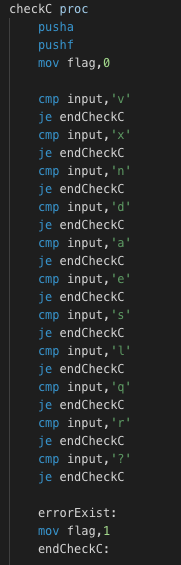 checkC proc
pusha
pushf
mov flag,0
cmp input,'v'
je endCheckC
cmp input,'x'
je endCheckC
cmp input,'n'
je endCheckC
cmp input,'d'
je endCheckC
cmp input,'a'
je endCheckC
cmp input,'e'
je endCheckC
cmp input,'s'
je endCheckC
cmp input,'l'
je endCheckC
cmp input,'q'
je endCheckC
cmp input,'r'
je endCheckC
cmp input,'?'
je endCheckC
errorExist:
mov flag,1
endCheckC: